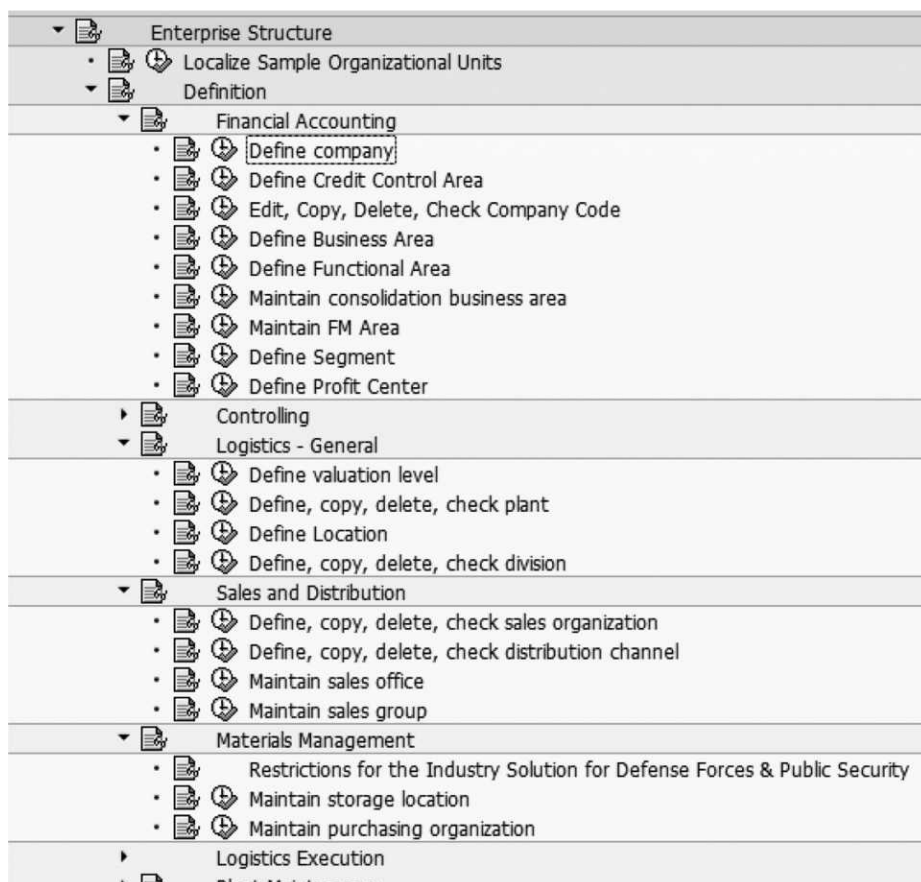 Enterprise Structure
Localize Sample Organizational Units
Definition
Financial Accounting
Define company
Define Credit Control Area
Edit, Copy, Delete, Check Company Code
Define Business Area
Define Functional Area
Maintain consolidation business area
Maintain FM Area
Define Segment
Define Profit Center
Controlling
Logistics - General
Define valuation level
Define, copy, delete, check plant
Define Location
Define, copy, delete, check division
Sales and Distribution
Define, copy, delete, check sales organization
Define, copy, delete, check distribution channel
Maintain sales office
Maintain sales group
Materials Management
Restrictions for the Industry Solution for Defense Forces & Public Security
Maintain storage location
Maintain purchasing organization
Logistics Execution